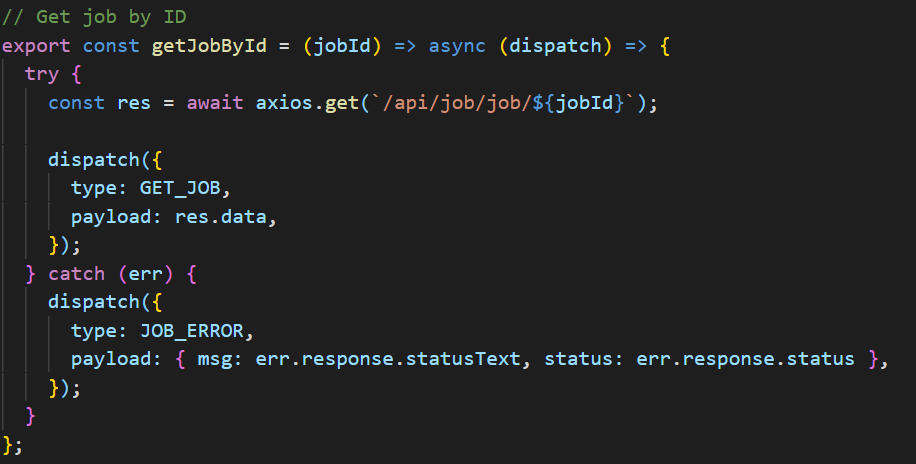 // Get job by ID
export const getJobById = (jobId) => async (dispatch) => {
  try {
    const res = await axios.get(`/api/job/job/${jobId}`);

    dispatch({
      type: GET_JOB,
      payload: res.data,
    });
  } catch (err) {
    dispatch({
      type: JOB_ERROR,
      payload: { msg: err.response.statusText, status: err.response.status },
    });
  }
};